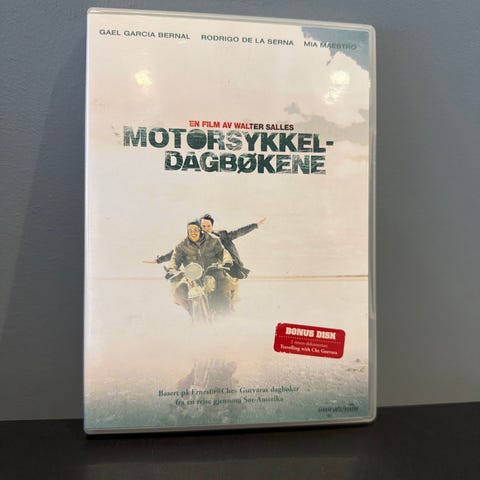 GAEL GARCIA BERNAL RODRIGO DE LA SERNA MIA MAESTRO
EN FILM AV WALTER SALLES
MOTORSYKKEL-
DAGBØKENE
BONUS DISK
Travelling with Che Guevara
Basert på Ernesto «Che» Guevaras dagbøker
fra en reise gjennom Sør-Amerika